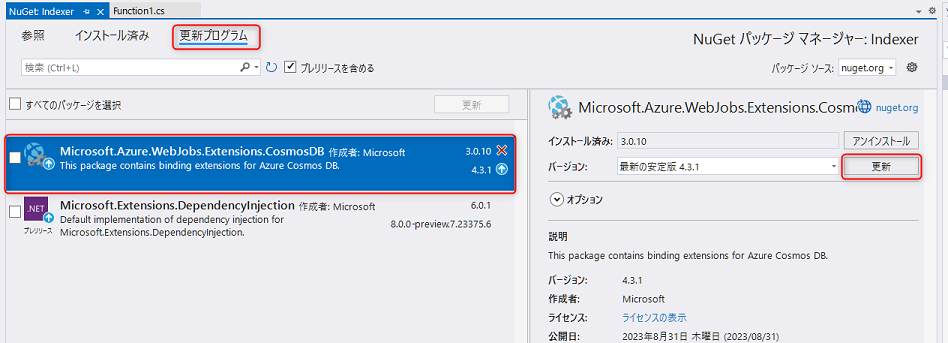 NuGet: Indexer
Function1.cs
参照
インストール済み
更新プログラム
NuGet パッケージ マネージャー: Indexer
検索 (Ctrl+L)
プレリリースを含める
パッケージ ソース: nuget.org
すべてのパッケージを選択
更新
Microsoft.Azure.WebJobs.Extensions.CosmosDB 作成者: Microsoft
This package contains binding extensions for Azure Cosmos DB.
3.0.10
4.3.1
.NET
プレリリース
Microsoft.Extensions.DependencyInjection 作成者: Microsoft
Default implementation of dependency injection for
Microsoft.Extensions.DependencyInjection.
6.0.1
8.0.0-preview.7.23375.6
Microsoft.Azure.WebJobs.Extensions.Cosm
nuget.org
インストール済み: 3.0.10
アンインストール
バージョン: 最新の安定版 4.3.1
更新
オプション
説明
This package contains binding extensions for Azure Cosmos DB.
バージョン: 4.3.1
作成者: Microsoft
ライセンス: ライセンスの表示
公開日: 2023年8月31日 木曜日 (2023/08/31)